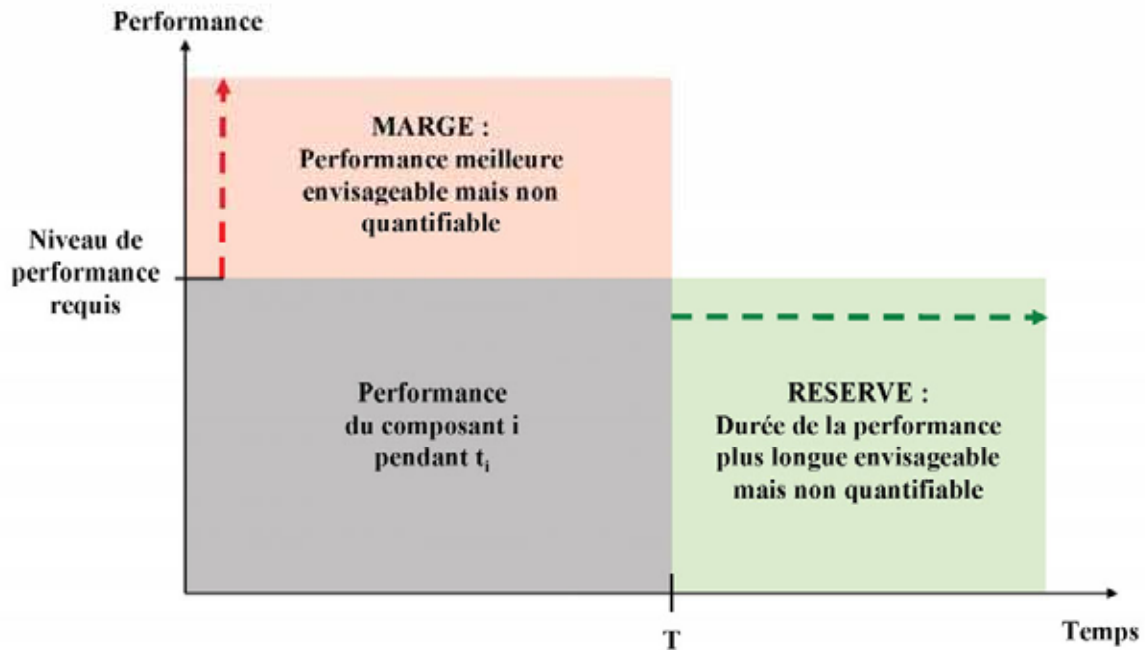 Performance
MARGE :
Performance meilleure
envisageable mais non
quantifiable
Niveau de
performance
requis
Performance
du composant i
pendant ti
RESERVE :
Durée de la performance
plus longue envisageable
mais non quantifiable
T
Temps